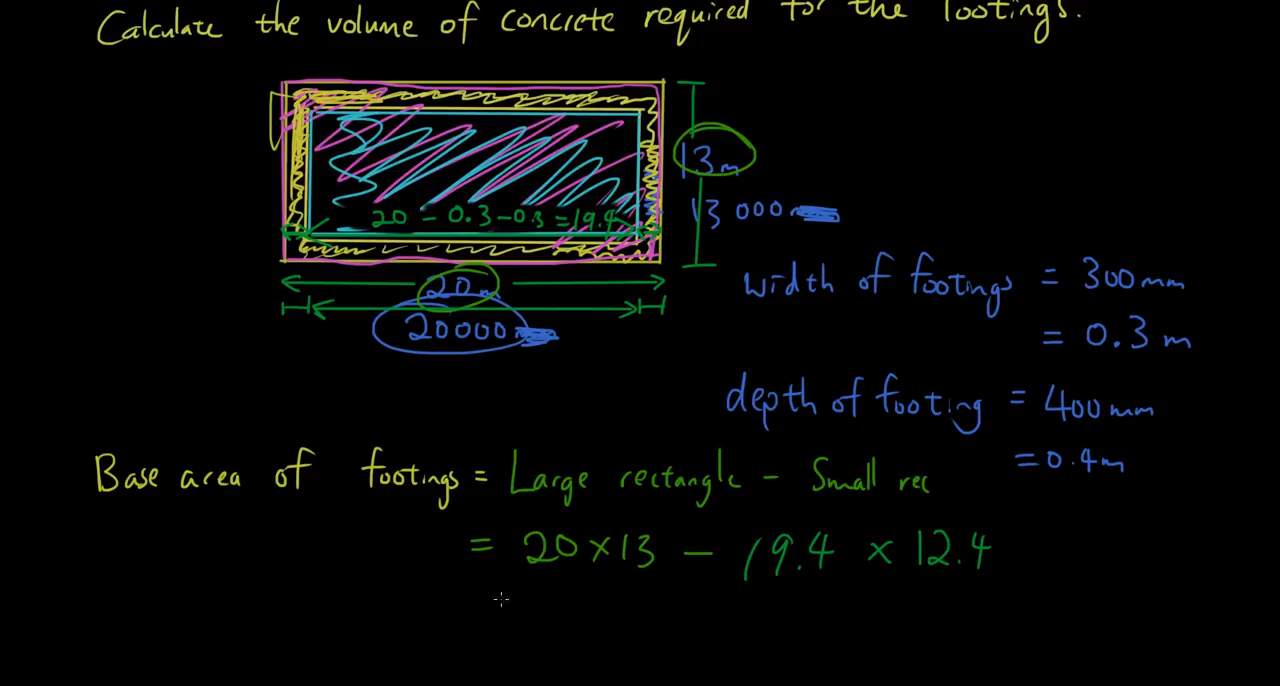 Calculate the volume of concrete required for the footings.
20 - 0.3 - 0.3 = 19.4
13m
13 000
20m
20000
width of footings = 300mm
= 0.3 m
depth of footing = 400mm
= 0.4m
Base area of footings = Large rectangle - Small rec
= 20 × 13 - 19.4 × 12.4